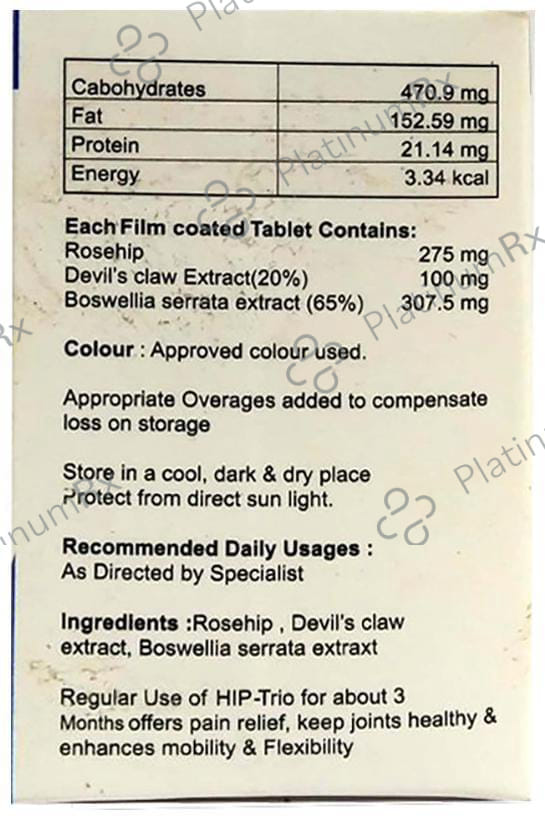 Cabohydrates 470.9 mg
Fat 152.59 mg
Protein 21.14 mg
Energy 3.34 kcal
Each Film coated Tablet Contains:
Rosehip 275 mg
Devil's claw Extract(20%) 100 mg
Boswellia serrata extract (65%) 307.5 mg
Colour : Approved colour used.
Appropriate Overages added to compensate
loss on storage
Store in a cool, dark & dry place
Protect from direct sun light.
Recommended Daily Usages :
As Directed by Specialist
Ingredients :Rosehip , Devil's claw
extract, Boswellia serrata extraxt
Regular Use of HIP-Trio for about 3
Months offers pain relief, keep joints healthy &
enhances mobility & Flexibility
PlatinumRx
PlatinumRx